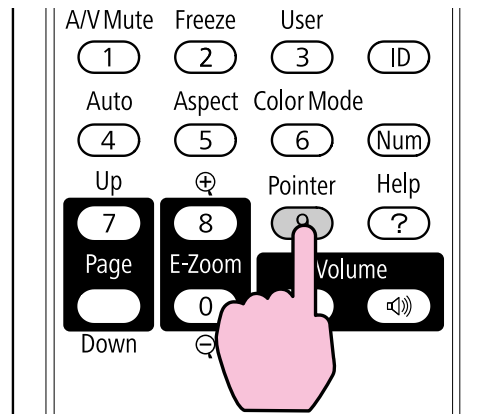 A/V Mute Freeze User
1 2 3 ID
Auto Aspect Color Mode
4 5 6 Num
Up Pointer Help
7 8 9 ?
Page E-Zoom Volume
0
Down